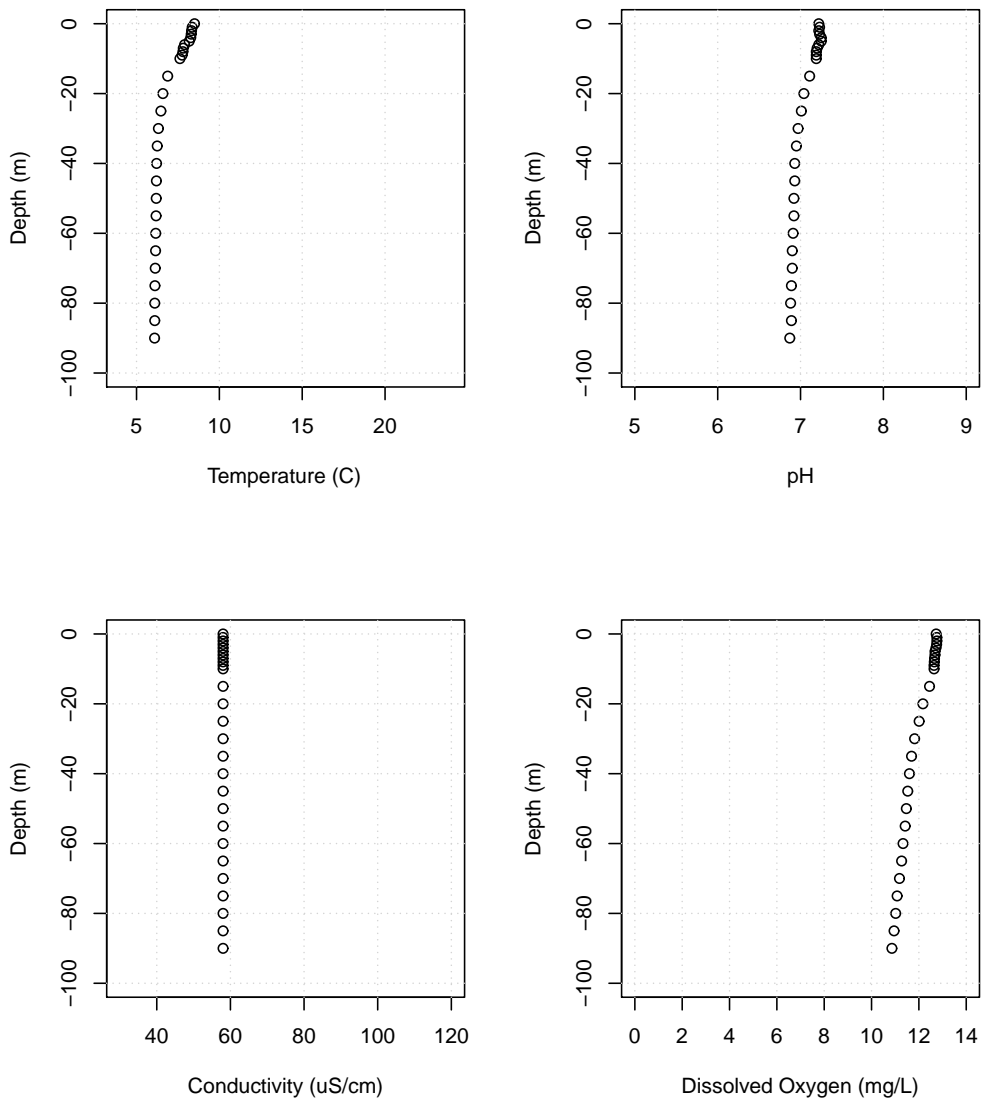 0
−20
−40
−60
−80
−100
Depth (m)
5 10 15 20
Temperature (C)
0
−20
−40
−60
−80
−100
Depth (m)
5 6 7 8 9
pH
0
−20
−40
−60
−80
−100
Depth (m)
40 60 80 100 120
Conductivity (uS/cm)
0
−20
−40
−60
−80
−100
Depth (m)
0 2 4 6 8 10 12 14
Dissolved Oxygen (mg/L)